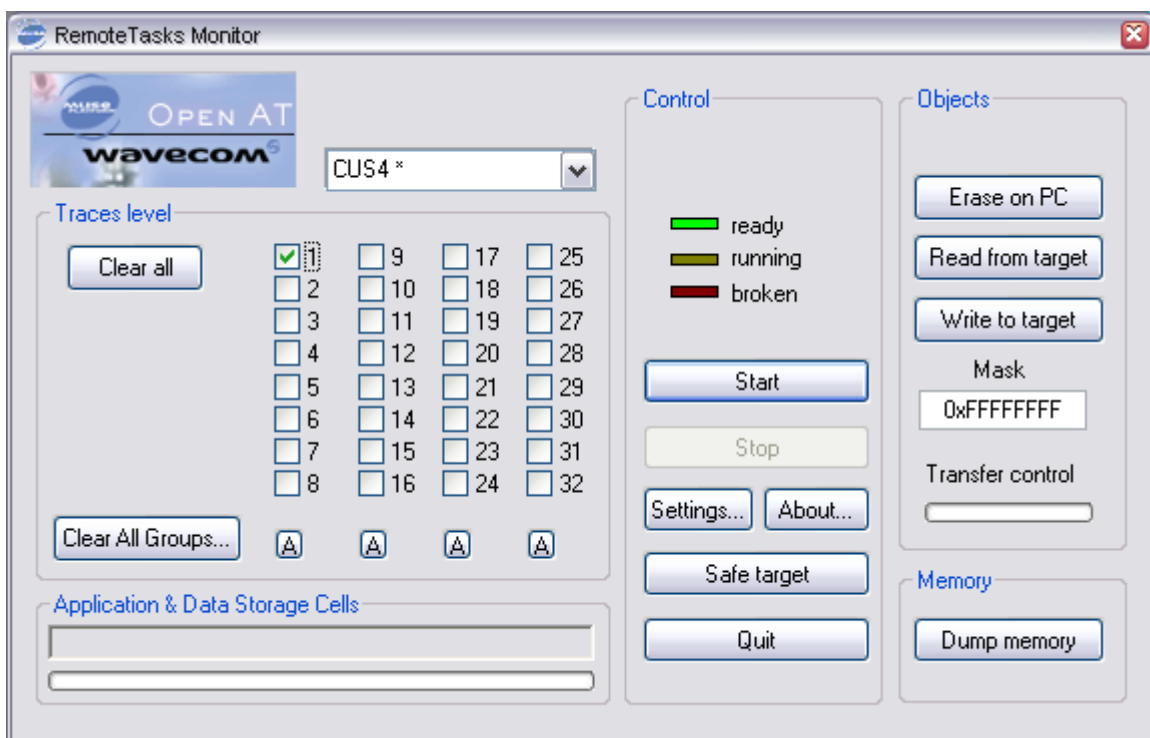 RemoteTasks Monitor
muse
OPEN AT
wavecom
CUS4 *
Traces level
Clear all
1 9 17 25
2 10 18 26
3 11 19 27
4 12 20 28
5 13 21 29
6 14 22 30
7 15 23 31
8 16 24 32
Clear All Groups...
A A A A
Application & Data Storage Cells
Control
ready
running
broken
Start
Stop
Settings... About...
Safe target
Quit
Objects
Erase on PC
Read from target
Write to target
Mask
0xFFFFFFFF
Transfer control
Memory
Dump memory